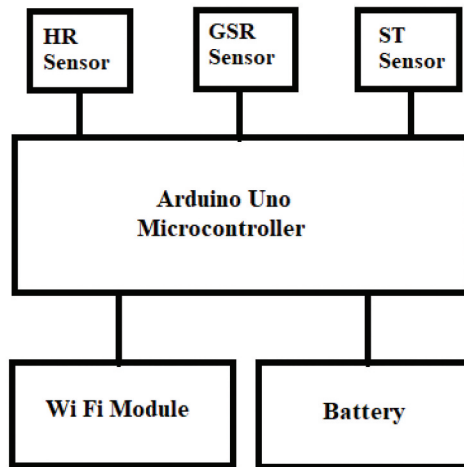 HR
Sensor
GSR
Sensor
ST
Sensor
Arduino Uno
Microcontroller
Wi Fi Module
Battery